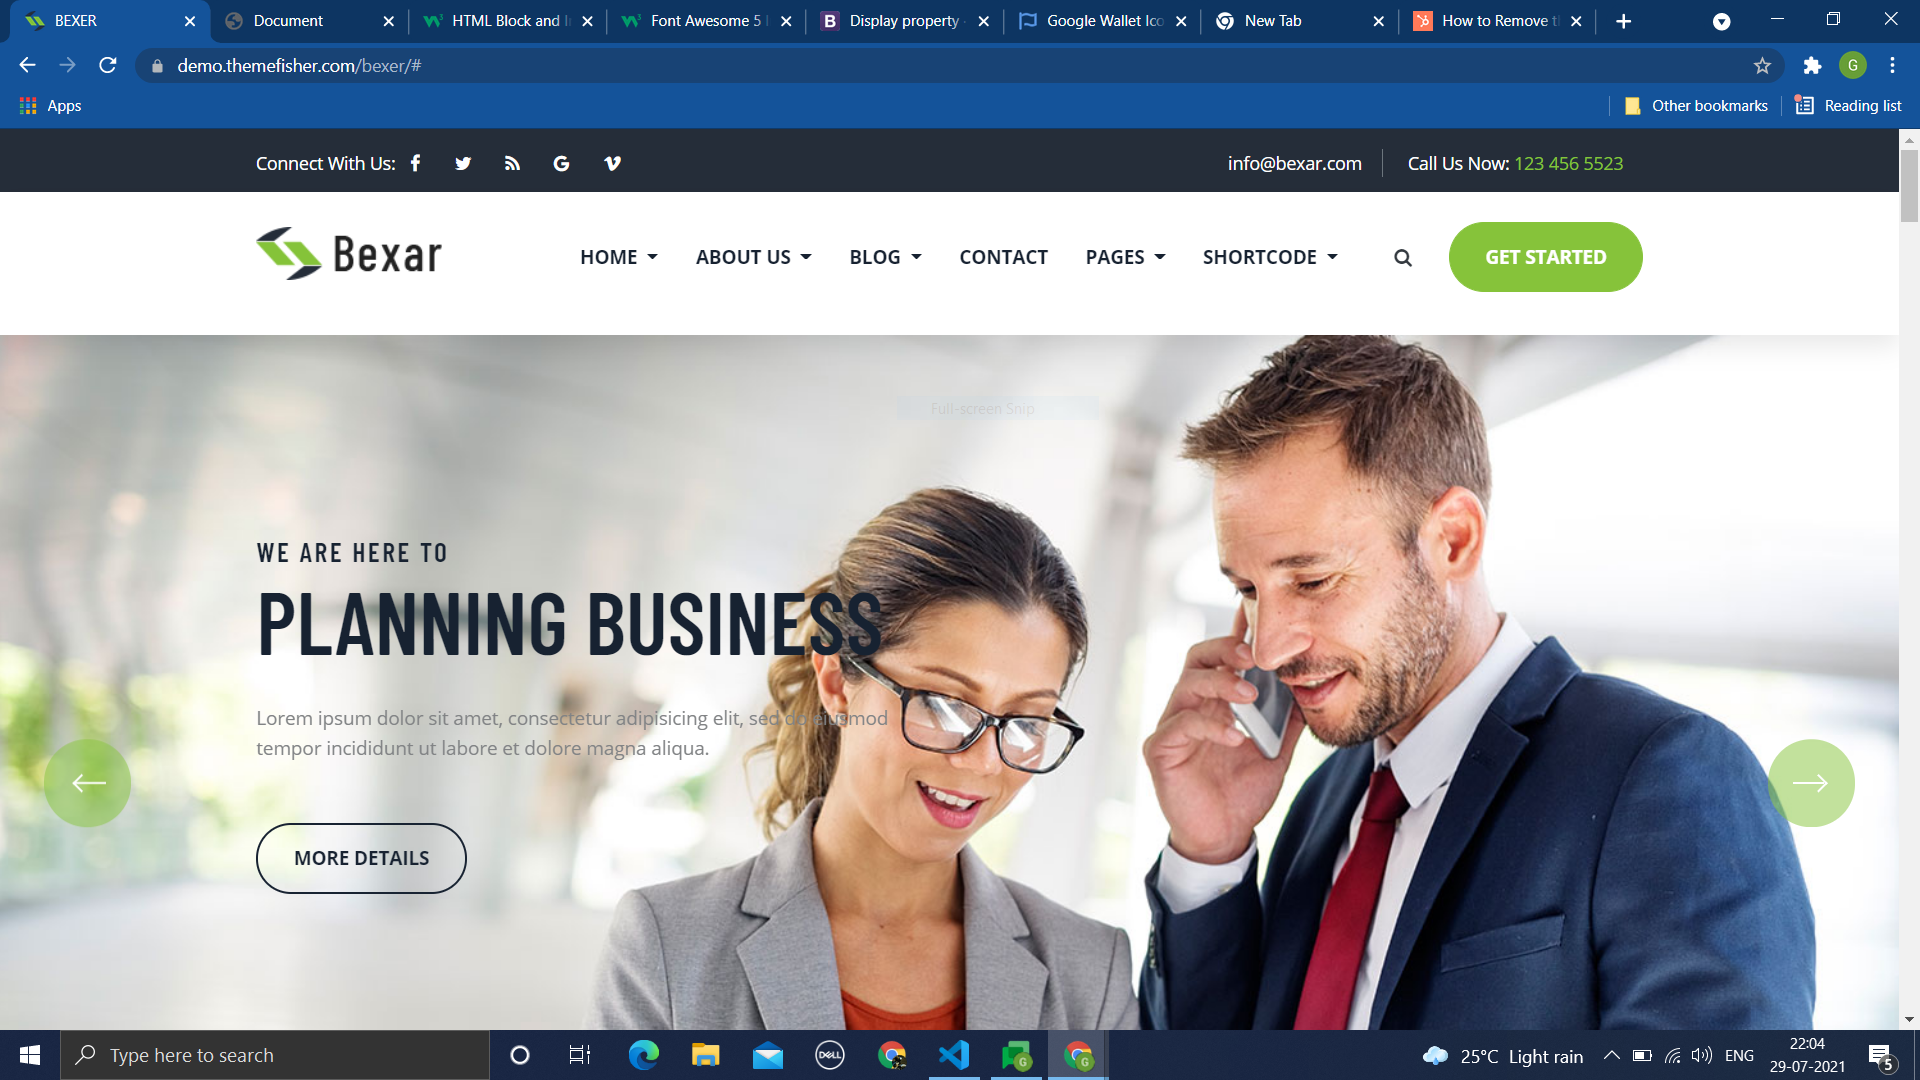 BEXER
Document
HTML Block and I
Font Awesome 5
Display property
Google Wallet Ico
New Tab
How to Remove t
demo.themefisher.com/bexer/#
G
Apps
Other bookmarks
Reading list
Connect With Us:
info@bexar.com
Call Us Now: 123 456 5523
Bexar
HOME
ABOUT US
BLOG
CONTACT
PAGES
SHORTCODE
GET STARTED
Full-screen Snip
WE ARE HERE TO
PLANNING BUSINESS
Lorem ipsum dolor sit amet, consectetur adipisicing elit, sed do eiusmod
tempor incididunt ut labore et dolore magna aliqua.
MORE DETAILS
Type here to search
DELL
25°C Light rain
ENG
22:04
29-07-2021
5